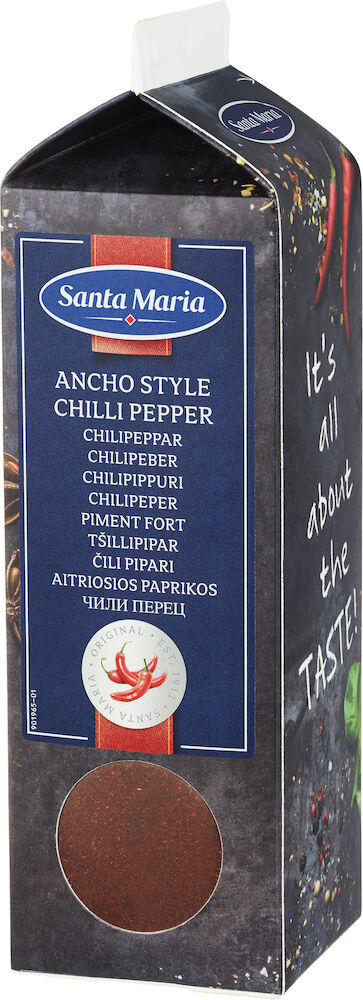 Santa Maria
Santa Maria
ANCHO STYLE
CHILLI PEPPER
CHILIPEPPAR
CHILIPEBER
CHILIPIPPURI
CHILIPEPER
PIMENT FORT
TŠILLIPIPAR
ČILI PIPARI
AITRIOSIOS PAPRIKOS
ЧИЛИ ПЕРЕЦ
ORIGINAL · EST. 1911 · SANTA MARIA ·
901965-01
It's
all
about
the
TASTE!